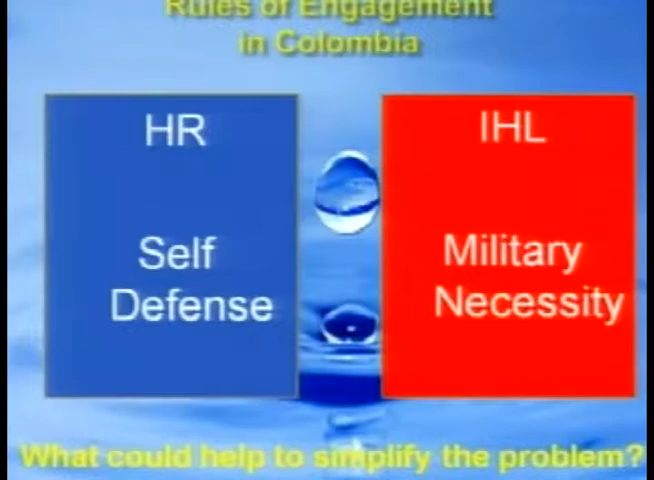 Rules of Engagement
in Colombia
HR
IHL
Self
Defense
Military
Necessity
What could help to simplify the problem?